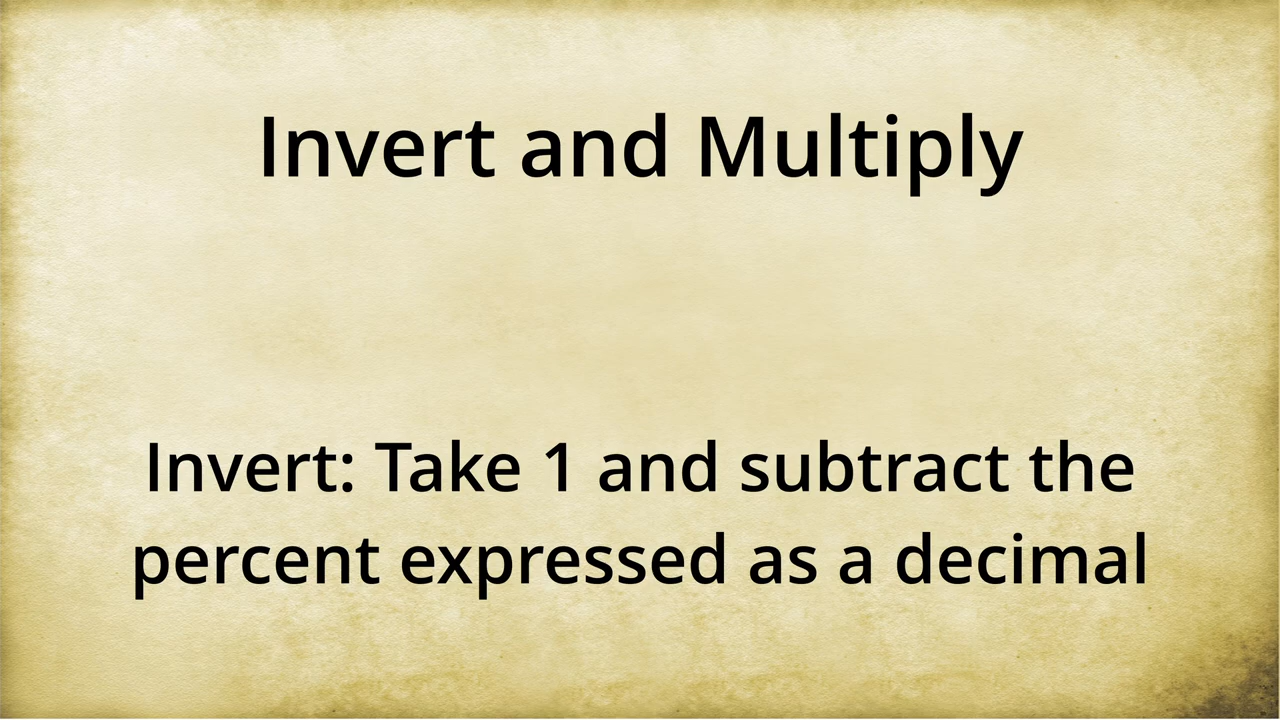 Invert and Multiply
Invert: Take 1 and subtract the
percent expressed as a decimal